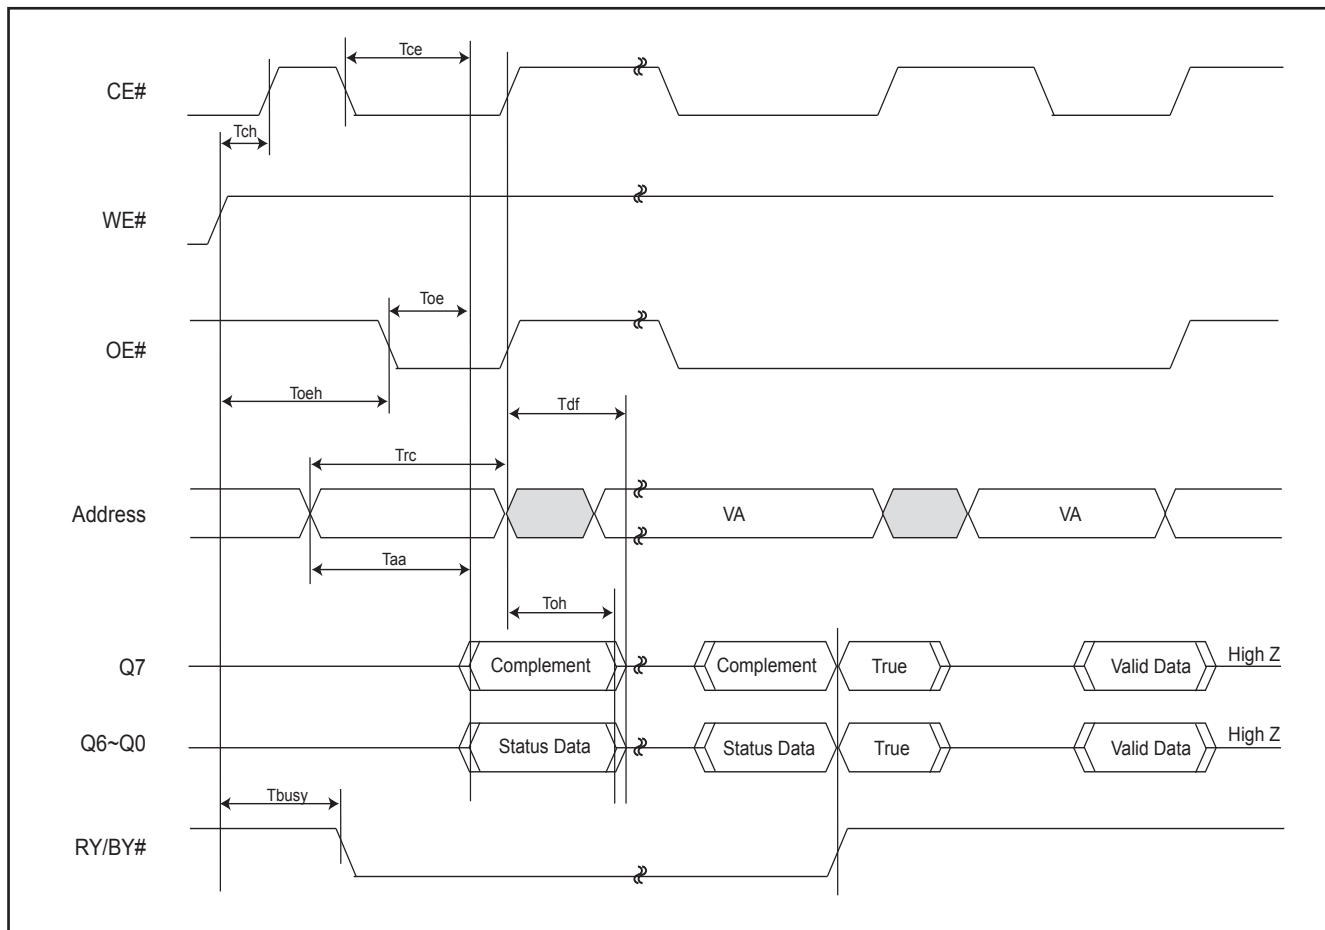 Tce
CE#
Tch
WE#
Toe
OE#
Toeh
Tdf
Trc
Address
VA
VA
Taa
Toh
Q7
Complement
Complement
True
Valid Data
High Z
Q6~Q0
Status Data
Status Data
True
Valid Data
High Z
Tbusy
RY/BY#